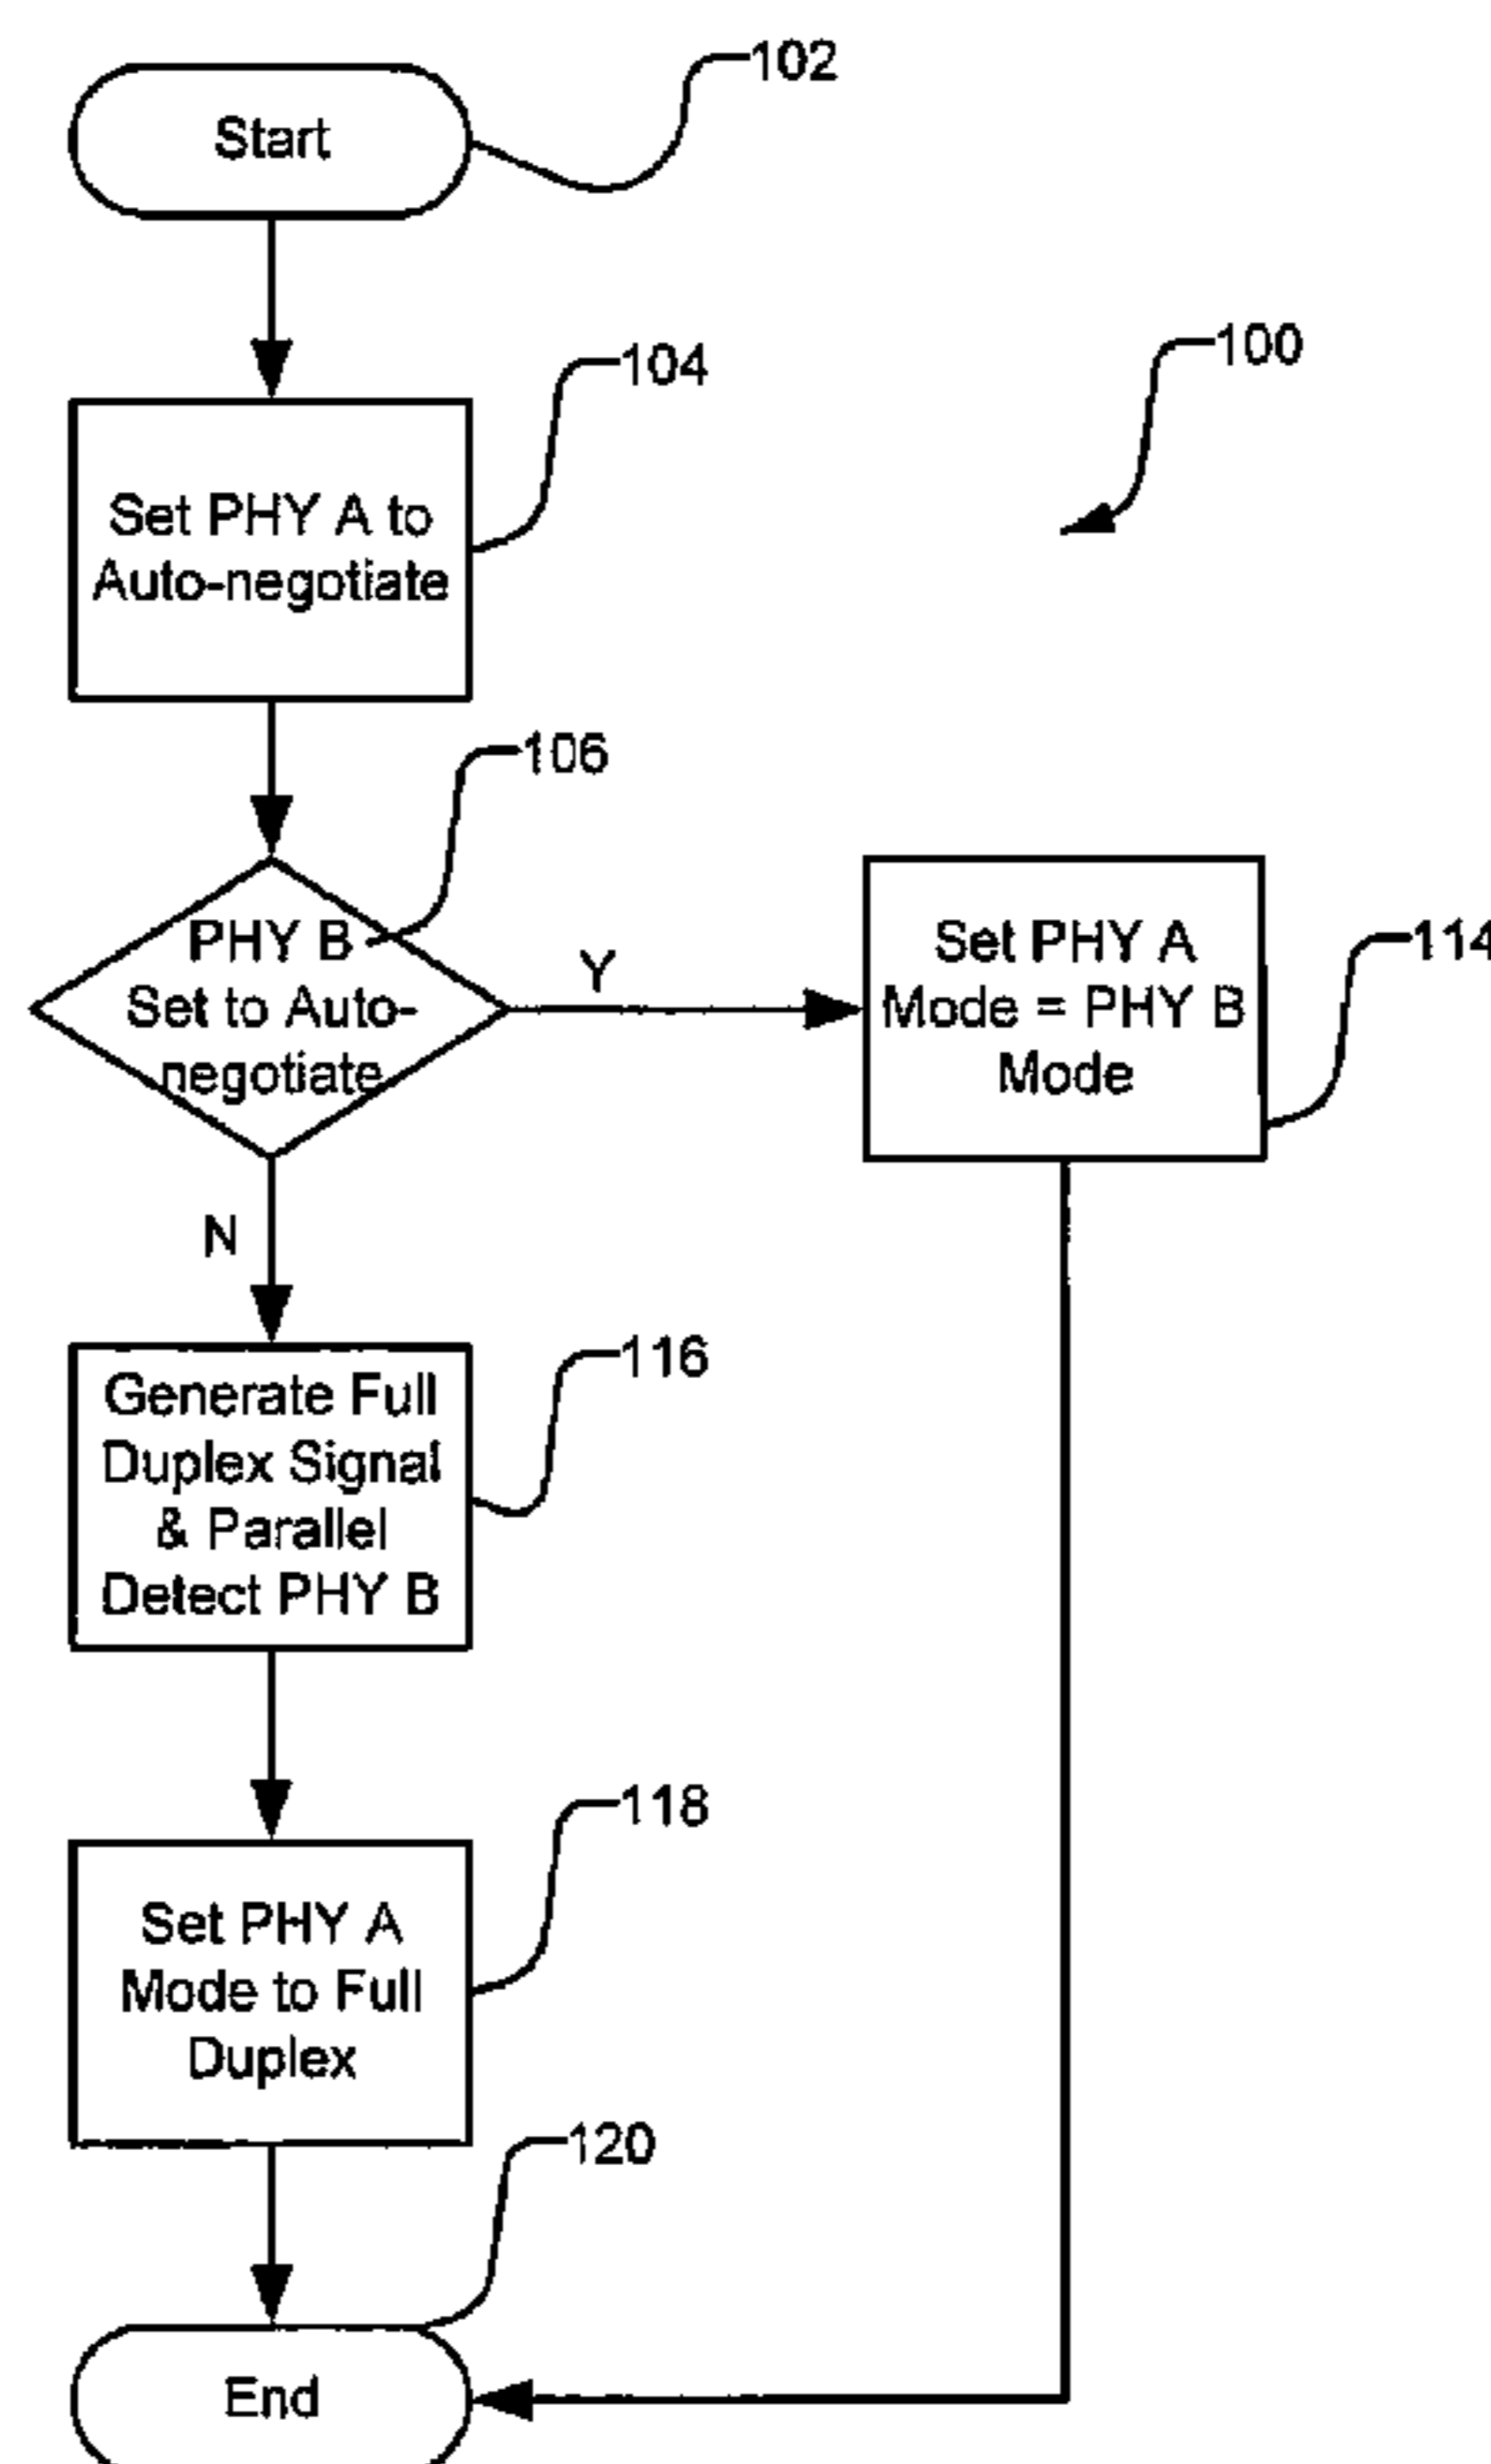 102
Start
100
104
Set PHY A to
Auto-negotiate
106
PHY B
Set to Auto-
negotiate
Y
Set PHY A
Mode = PHY B
Mode
114
N
116
Generate Full
Duplex Signal
& Parallel
Detect PHY B
118
Set PHY A
Mode to Full
Duplex
120
End